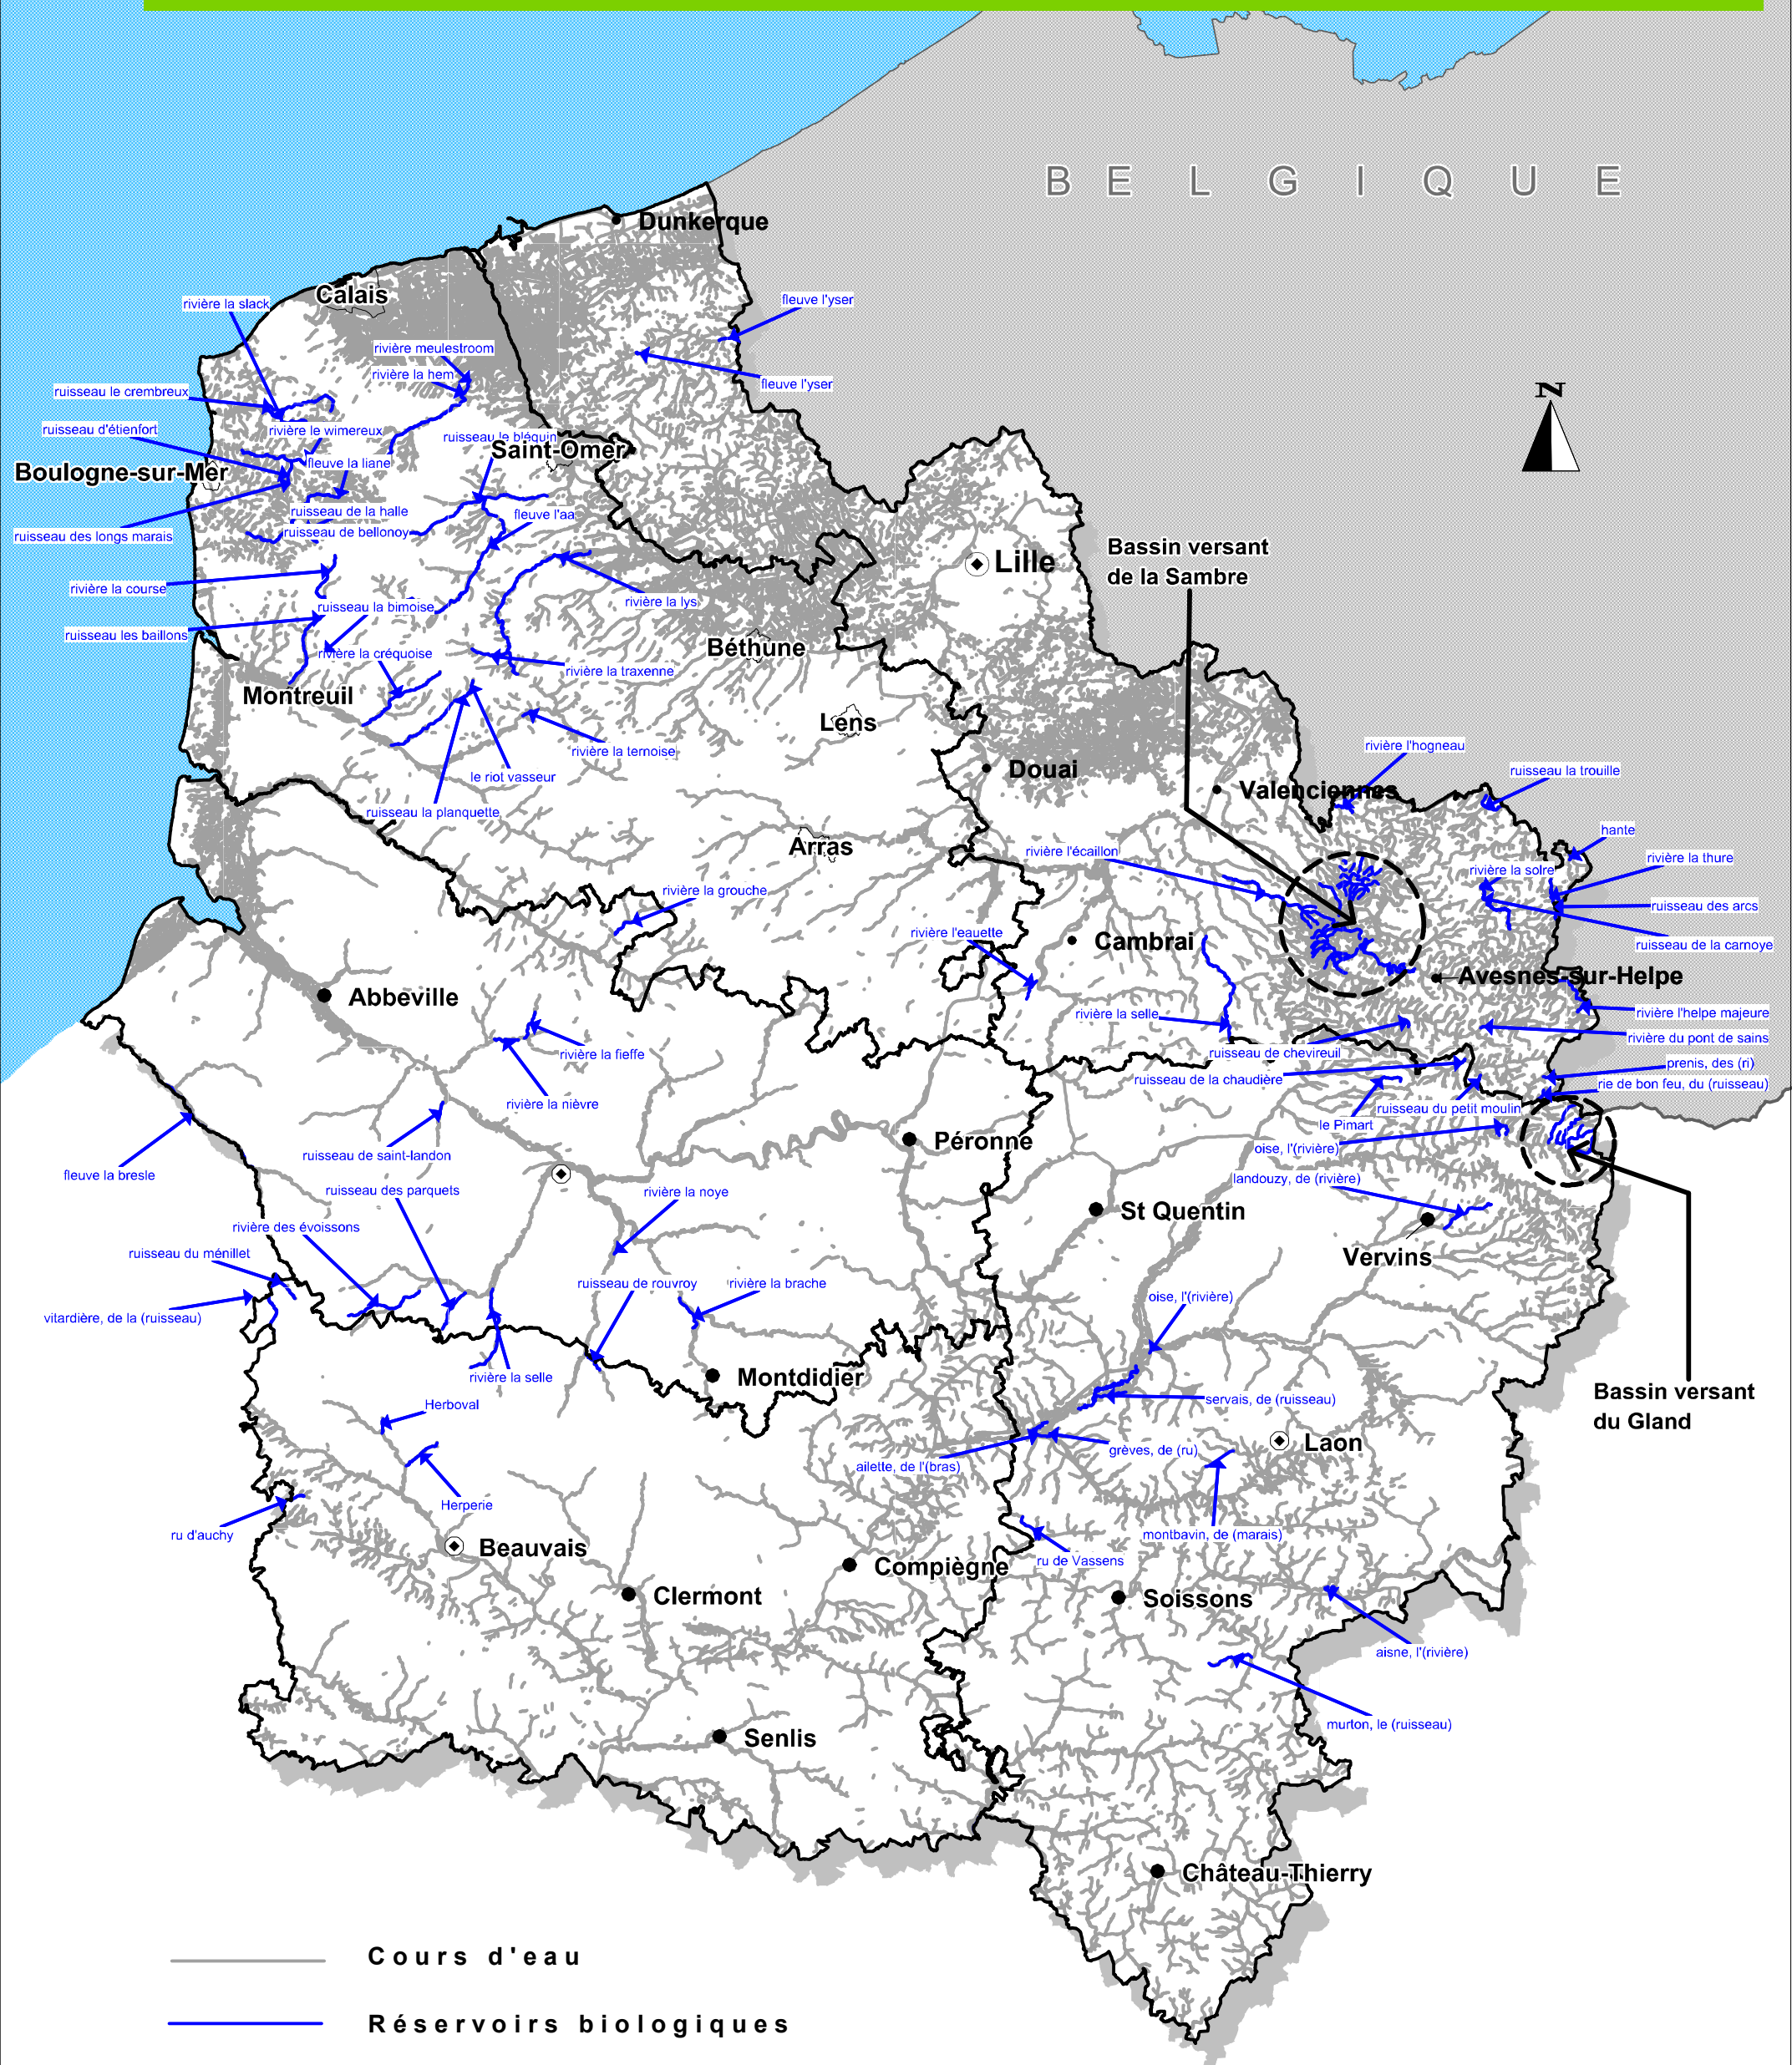 BELGIQUE
Dunkerque
Calais
rivière la slack
fleuve l'yser
rivière meulestroom
rivière la hem
fleuve l'yser
ruisseau le crembreux
N
ruisseau d'étienfort
rivière le wimereux
ruisseau le bléquin
Saint-Omer
fleuve la liane
Boulogne-sur-Mer
ruisseau de la halle
fleuve l'aa
ruisseau des longs marais
ruisseau de bellonoy
Lille
Bassin versant
de la Sambre
rivière la course
rivière la lys
ruisseau la bimoise
ruisseau les baillons
Béthune
rivière la créquoise
rivière la traxenne
Montreuil
Lens
rivière l'hogneau
rivière la ternoise
Douai
ruisseau la trouille
le riot vasseur
Valenciennes
ruisseau la planquette
hante
Arras
rivière l'écaillon
rivière la thure
rivière la solre
rivière la grouche
ruisseau des arcs
rivière l'eauette
Cambrai
ruisseau de la carnoye
Avesnes-sur-Helpe
Abbeville
rivière la selle
rivière l'helpe majeure
rivière du pont de sains
rivière la fieffe
ruisseau de chevireuil
prenis, des (ri)
ruisseau de la chaudière
rie de bon feu, du (ruisseau)
rivière la nièvre
ruisseau du petit moulin
le Pimart
Péronne
oise, l'(rivière)
ruisseau de saint-landon
fleuve la bresle
landouzy, de (rivière)
ruisseau des parquets
rivière la noye
St Quentin
rivière des évoissons
Vervins
ruisseau du ménillet
ruisseau de rouvroy
rivière la brache
oise, l'(rivière)
vitardière, de la (ruisseau)
rivière la selle
Montdidier
Bassin versant
du Gland
servais, de (ruisseau)
Herboval
Laon
grèves, de (ru)
ailette, de l'(bras)
Herperie
ru d'auchy
montbavin, de (marais)
Beauvais
ru de Vassens
Compiègne
Clermont
Soissons
aisne, l'(rivière)
murton, le (ruisseau)
Senlis
Château-Thierry
Cours d'eau
Réservoirs biologiques